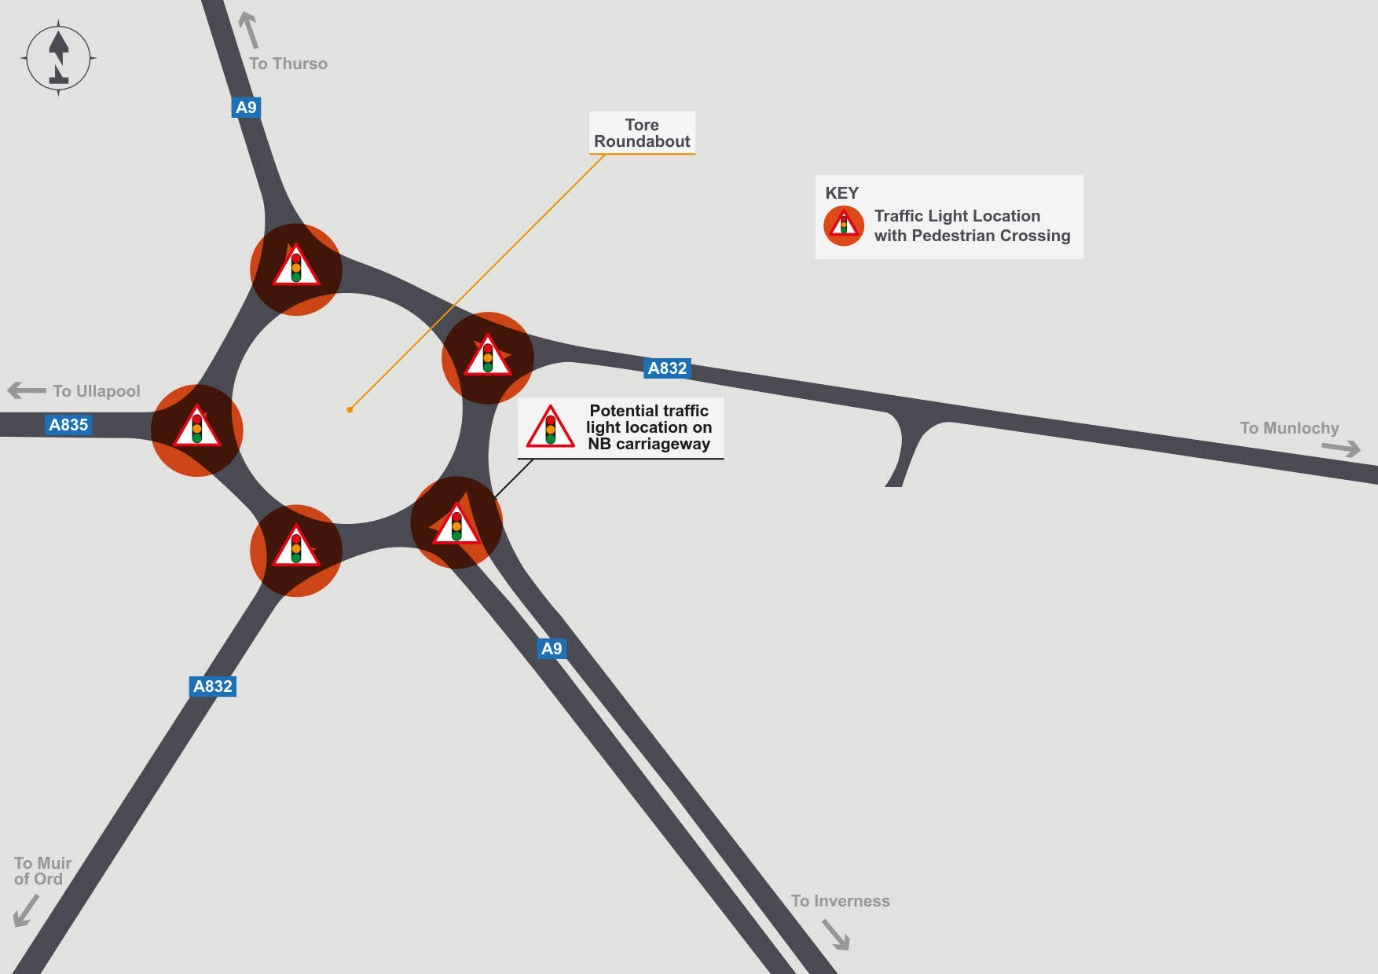 To Thurso
A9
Tore
Roundabout
KEY
Traffic Light Location
with Pedestrian Crossing
A832
To Ullapool
A835
Potential traffic
light location on
NB carriageway
To Munlochy
A9
A832
To Muir
of Ord
To Inverness